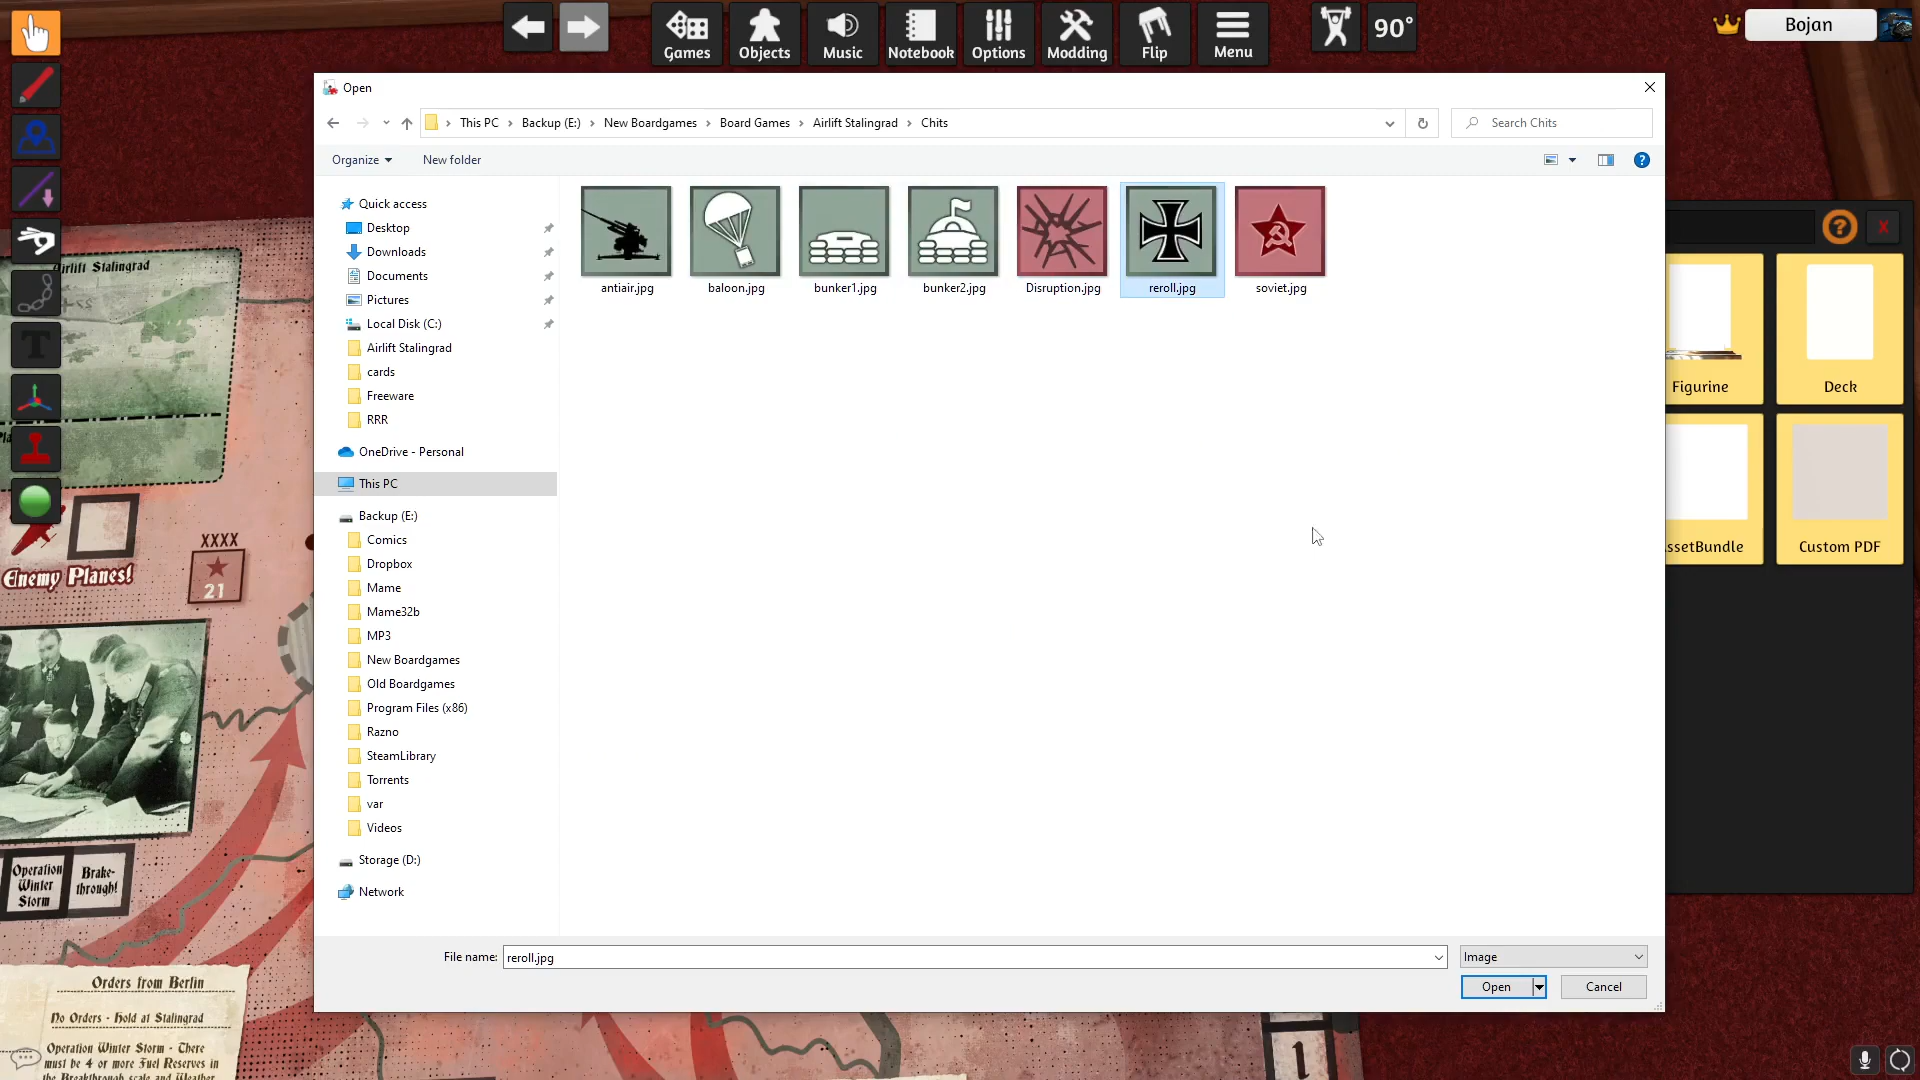 Games
Objects
Music
Notebook
Options
Modding
Flip
Menu
90°
Bojan
Open
This PC
Backup (E:)
New Boardgames
Board Games
Airlift Stalingrad
Chits
Search Chits
Organize
New folder
?
Quick access
Desktop
Downloads
Documents
Pictures
Local Disk (C:)
Airlift Stalingrad
cards
Freeware
RRR
OneDrive - Personal
This PC
Backup (E:)
Comics
Dropbox
Mame
Mame32b
MP3
New Boardgames
Old Boardgames
Program Files (x86)
Razno
SteamLibrary
Torrents
var
Videos
Storage (D:)
Network
antiair.jpg
baloon.jpg
bunker1.jpg
bunker2.jpg
Disruption.jpg
reroll.jpg
soviet.jpg
File name:
reroll.jpg
Image
Open
Cancel
?
X
Figurine
Deck
ssetBundle
Custom PDF
T
Airlift Stalingrad
XXXX
21
Enemy Planes!
Operation
Winter
Storm
Brake-
through!
Orders from Berlin
No Orders - Hold at Stalingrad
Operation Winter Storm - There
must be 4 or more Fuel Reserves in
the Breakthrough scale and Weather
1